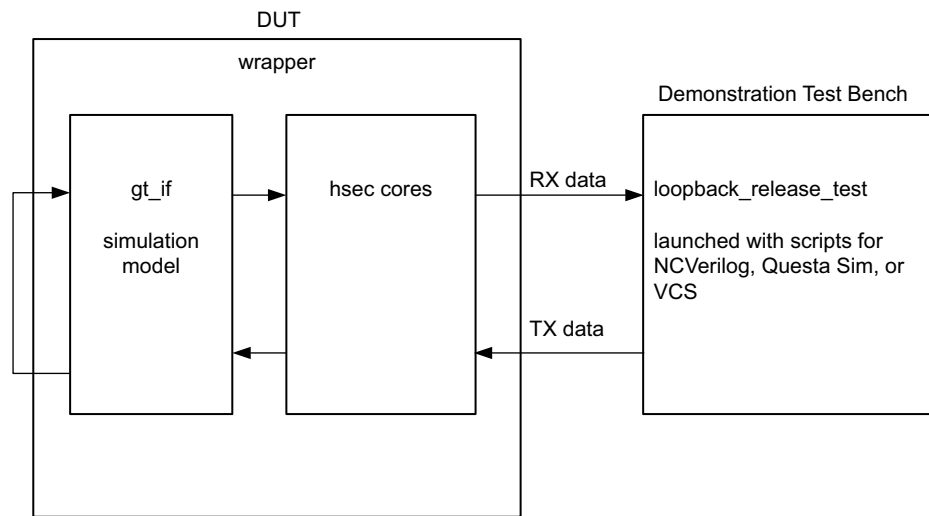 DUT
wrapper
Demonstration Test Bench
gt_if
simulation
model
hsec cores
RX data
TX data
loopback_release_test
launched with scripts for
NCVerilog, Questa Sim, or
VCS